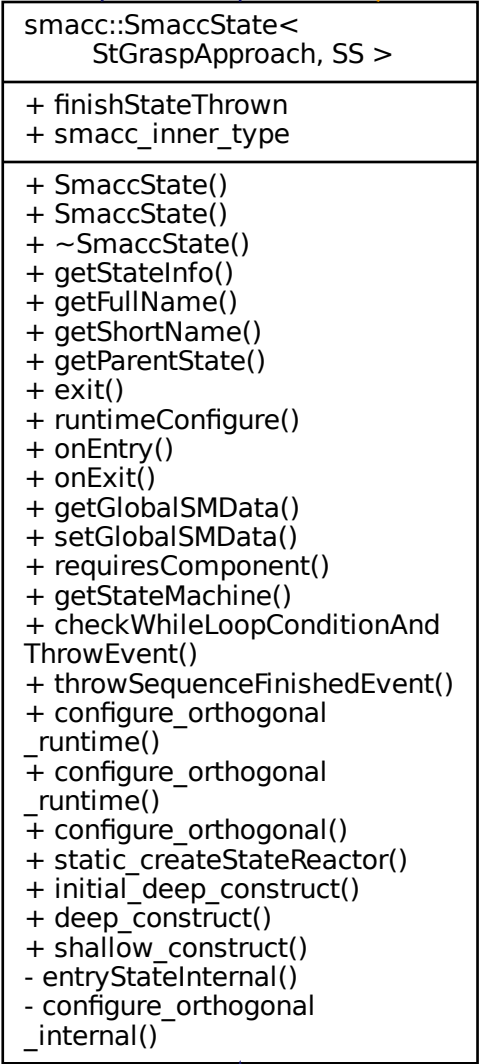 smacc::SmaccState<
StGraspApproach, SS >
+ finishStateThrown
+ smacc_inner_type
+ SmaccState()
+ SmaccState()
+ ~SmaccState()
+ getStateInfo()
+ getFullName()
+ getShortName()
+ getParentState()
+ exit()
+ runtimeConfigure()
+ onEntry()
+ onExit()
+ getGlobalSMData()
+ setGlobalSMData()
+ requiresComponent()
+ getStateMachine()
+ checkWhileLoopConditionAnd
ThrowEvent()
+ throwSequenceFinishedEvent()
+ configure_orthogonal
_runtime()
+ configure_orthogonal
_runtime()
+ configure_orthogonal()
+ static_createStateReactor()
+ initial_deep_construct()
+ deep_construct()
+ shallow_construct()
- entryStateInternal()
- configure_orthogonal
_internal()